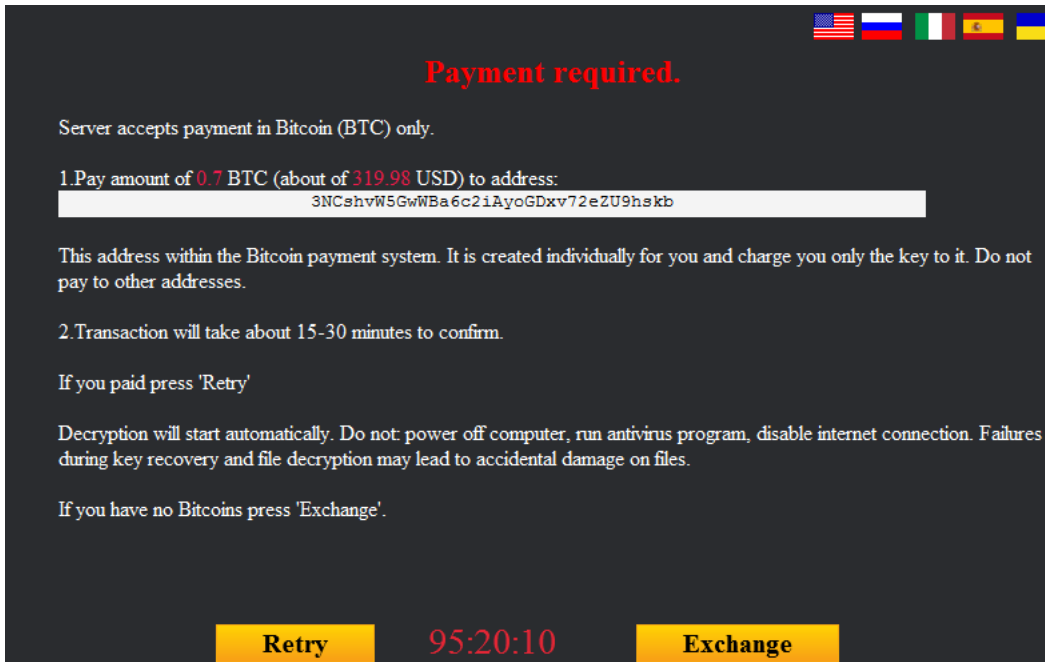 Payment required.
Server accepts payment in Bitcoin (BTC) only.
1.Pay amount of 0.7 BTC (about of 319.98 USD) to address:
3NCshvW5GwWBa6c2iAyoGDxv72eZU9hskb
This address within the Bitcoin payment system. It is created individually for you and charge you only the key to it. Do not
pay to other addresses.
2.Transaction will take about 15-30 minutes to confirm.
If you paid press 'Retry'
Decryption will start automatically. Do not: power off computer, run antivirus program, disable internet connection. Failures
during key recovery and file decryption may lead to accidental damage on files.
If you have no Bitcoins press 'Exchange'.
Retry
95:20:10
Exchange